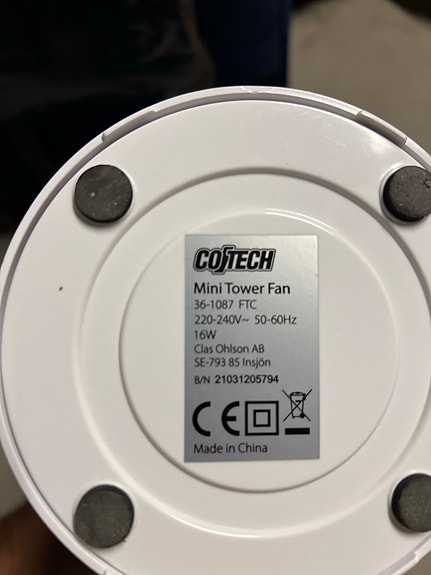 COTECH
Mini Tower Fan
36-1087 FTC
220-240V~ 50-60Hz
16W
Clas Ohlson AB
SE-793 85 Insjön
B/N 21031205794
CE
Made in China